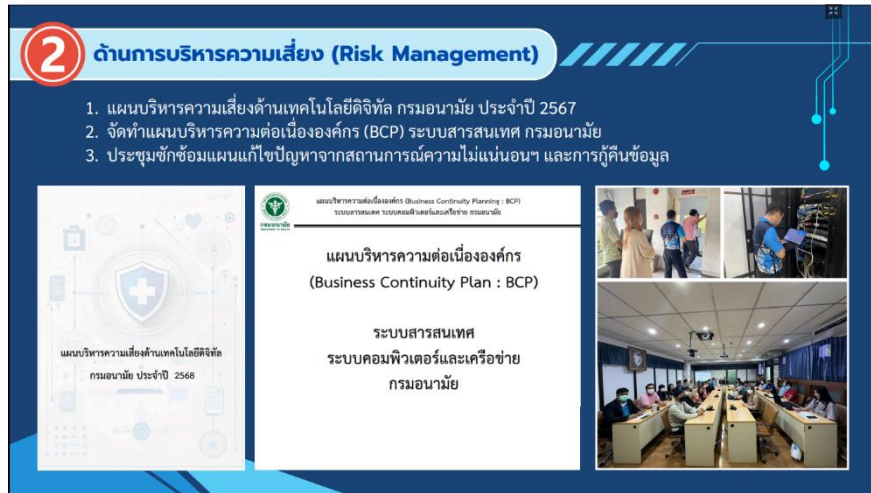 2
ด้านการบริหารความเสี่ยง (Risk Management)
1. แผนบริหารความเสี่ยงด้านเทคโนโลยีดิจิทัล กรมอนามัย ประจำปี 2567
2. จัดทำแผนบริหารความต่อเนื่ององค์กร (BCP) ระบบสารสนเทศ กรมอนามัย
3. ประชุมซักซ้อมแผนแก้ไขปัญหาจากสถานการณ์ความไม่แน่นอนฯ และการกู้คืนข้อมูล
แผนบริหารความเสี่ยงด้านเทคโนโลยีดิจิทัล
กรมอนามัย ประจำปี 2568
กรมอนามัย
แผนบริหารความต่อเนื่ององค์กร (Business Continuity Planning : BCP)
ระบบสารสนเทศ ระบบคอมพิวเตอร์และเครือข่าย กรมอนามัย
แผนบริหารความต่อเนื่ององค์กร
(Business Continuity Plan : BCP)
ระบบสารสนเทศ
ระบบคอมพิวเตอร์และเครือข่าย
กรมอนามัย